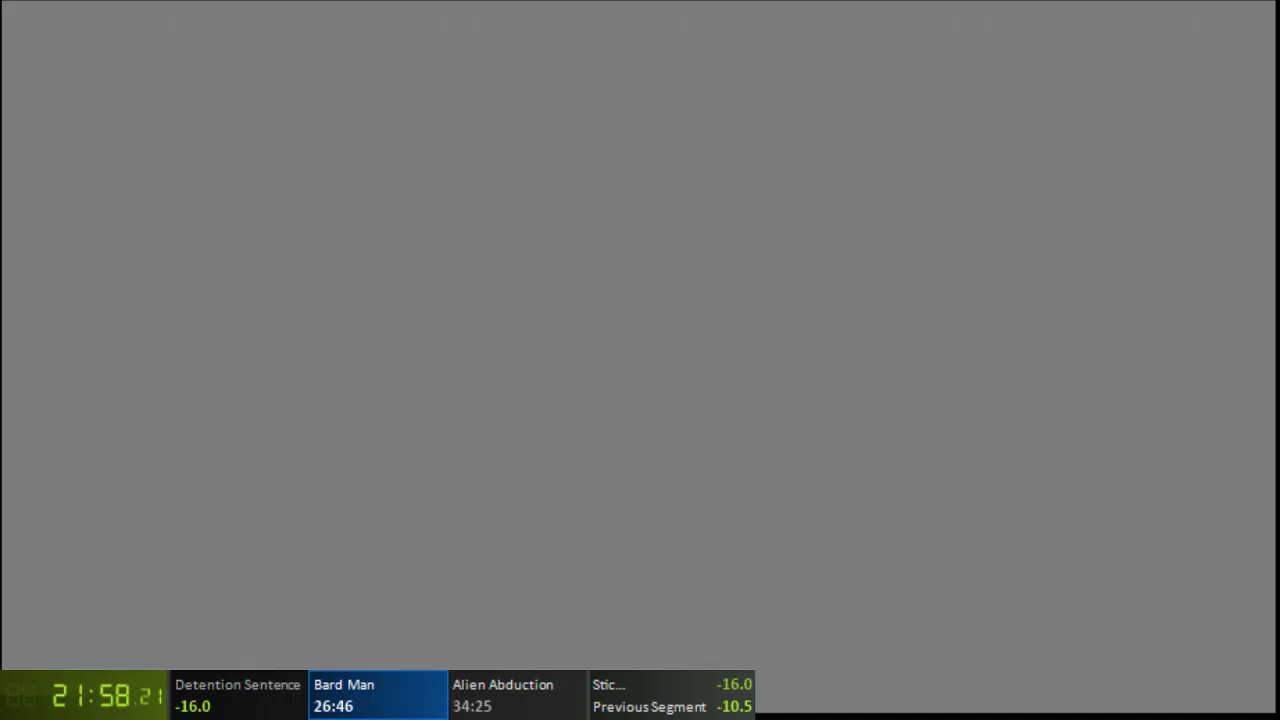 21:58.21
Detention Sentence
-16.0
Bard Man
26:46
Alien Abduction
34:25
Stic... -16.0
Previous Segment -10.5